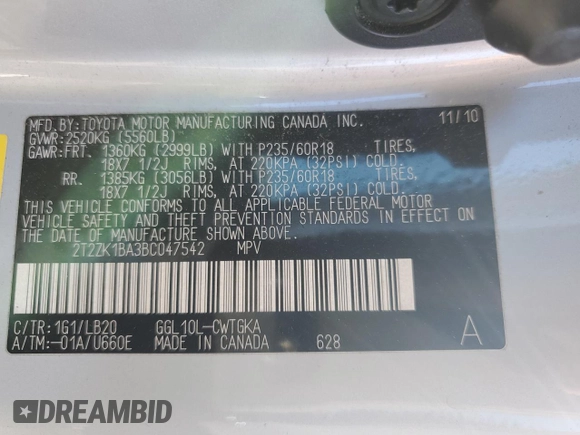 MFD.BY:TOYOTA MOTOR MANUFACTURING CANADA INC. 11/10
GVWR:2520KG (5560LB)
GAWR:FRT. 1360KG (2999LB) WITH P235/60R18 TIRES,
18X7 1/2J RIMS, AT 220KPA (32PSI) COLD.
RR. 1385KG (3056LB) WITH P235/60R18 TIRES,
18X7 1/2J RIMS, AT 220KPA (32PSI) COLD.
THIS VEHICLE CONFORMS TO ALL APPLICABLE FEDERAL MOTOR
VEHICLE SAFETY AND THEFT PREVENTION STANDARDS IN EFFECT
ON THE DATE OF MANUFACTURE SHOWN ABOVE.
2T2ZK1BA3BC047542 MPV
C/TR:1G1/LB20 GGL10L-CWTGKA A
A/TM:-01A/U660E MADE IN CANADA 628
DREAMBID